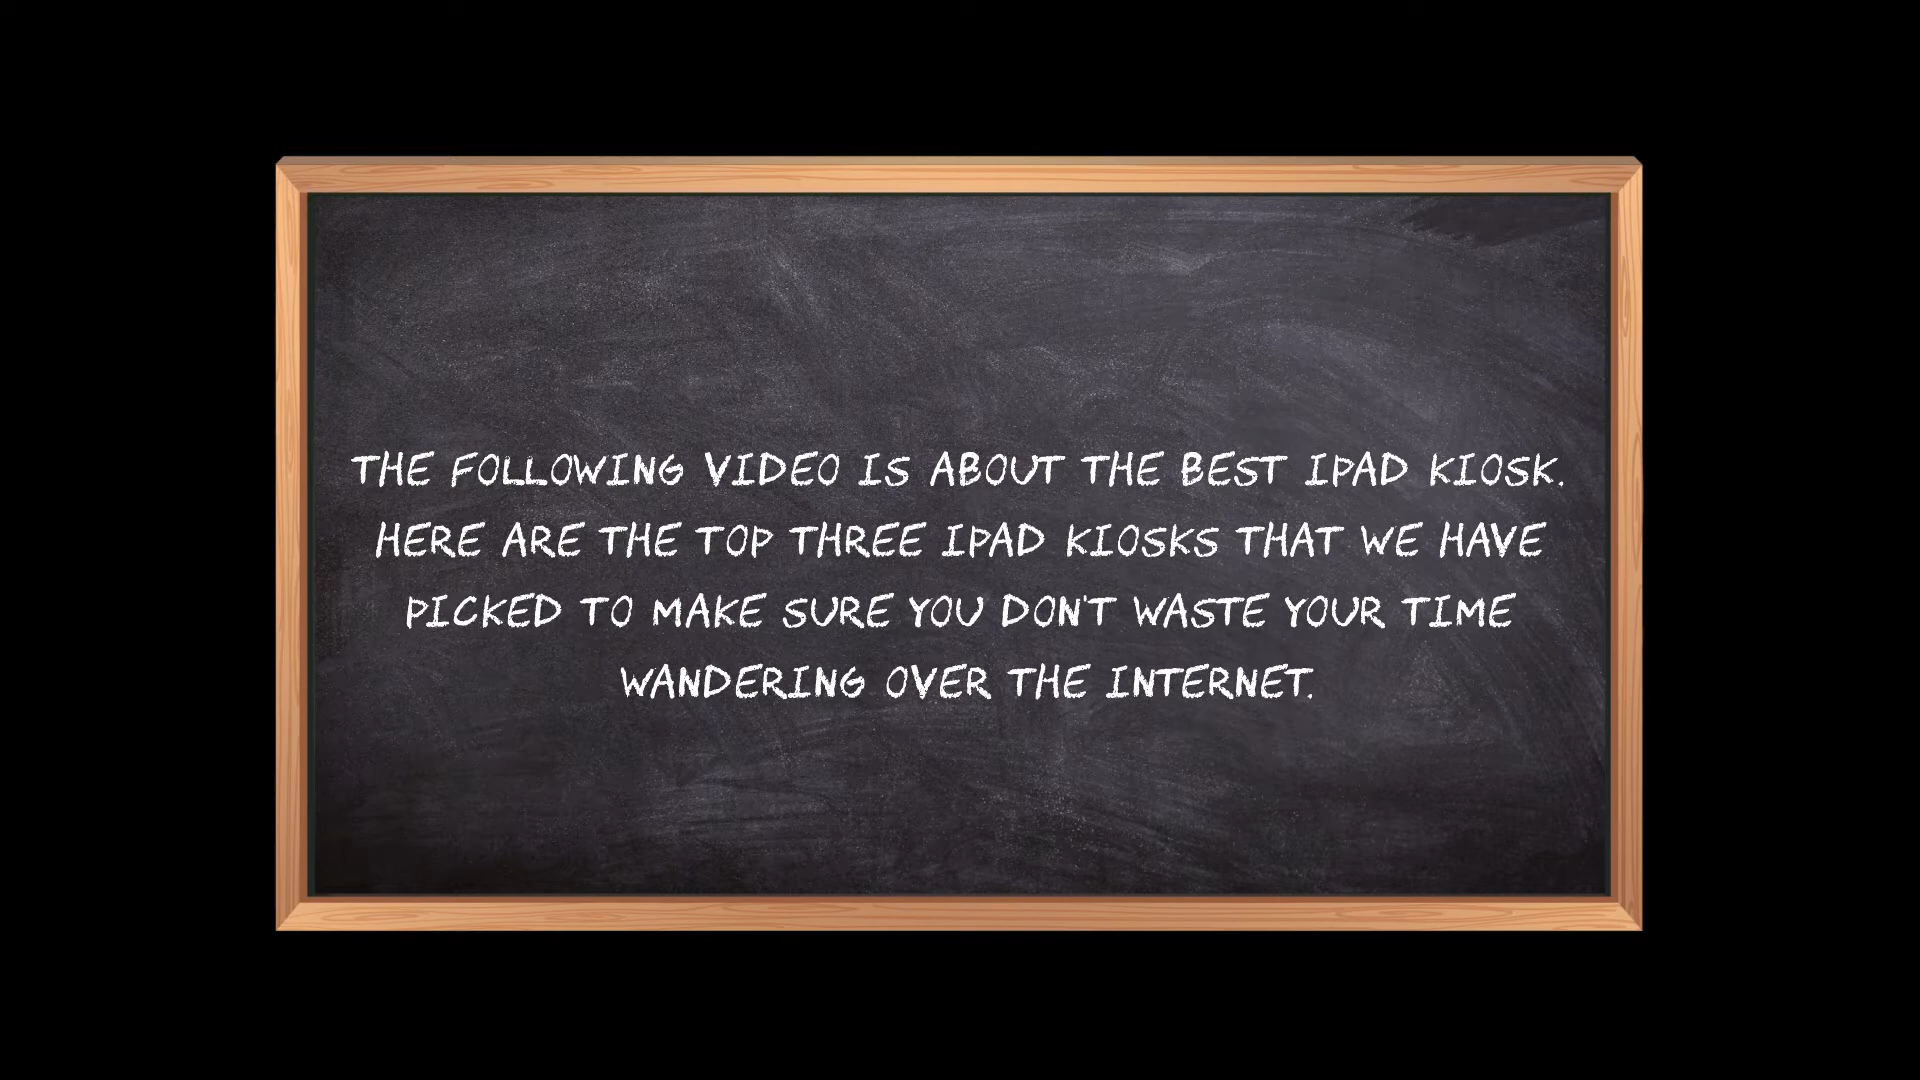 THE FOLLOWING VIDEO IS ABOUT THE BEST IPAD KIOSK.
HERE ARE THE TOP THREE IPAD KIOSKS THAT WE HAVE
PICKED TO MAKE SURE YOU DON'T WASTE YOUR TIME
WANDERING OVER THE INTERNET.